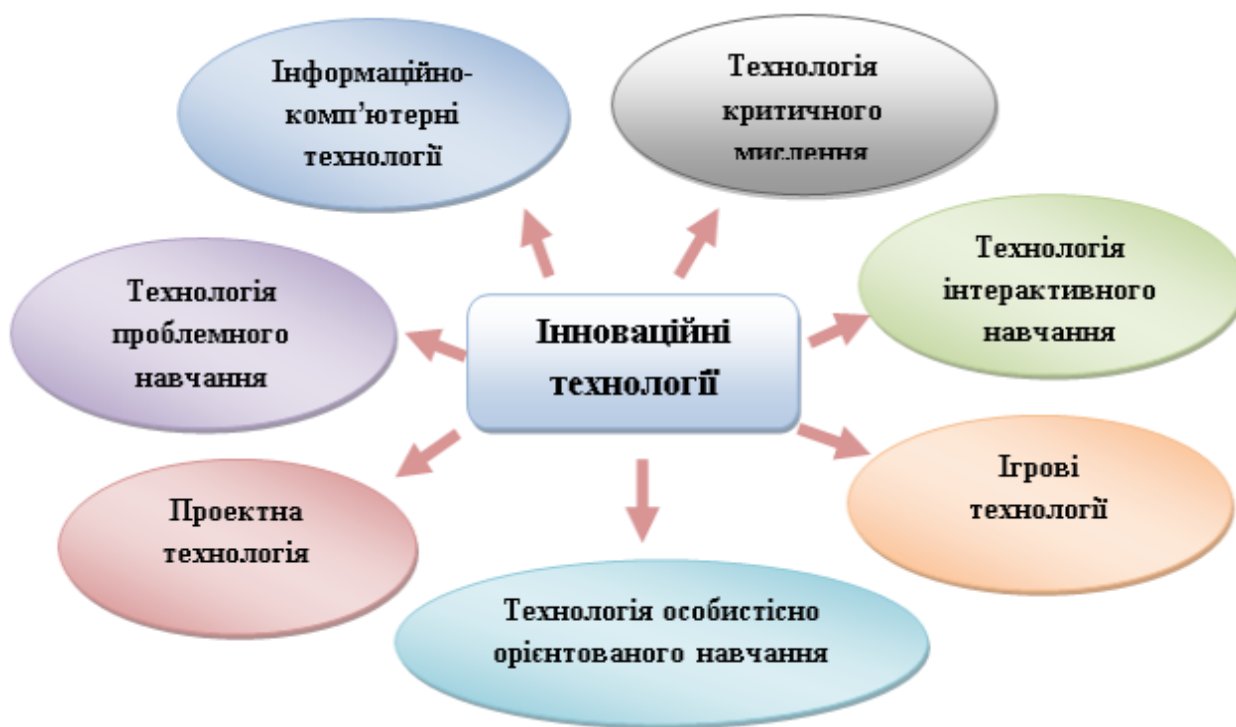 Інформаційно-
комп’ютерні
технології
Технологія
критичного
мислення
Технологія
інтерактивного
навчання
Технологія
проблемного
навчання
Інноваційні
технології
Ігрові
технології
Проектна
технологія
Технологія особистісно
орієнтованого навчання